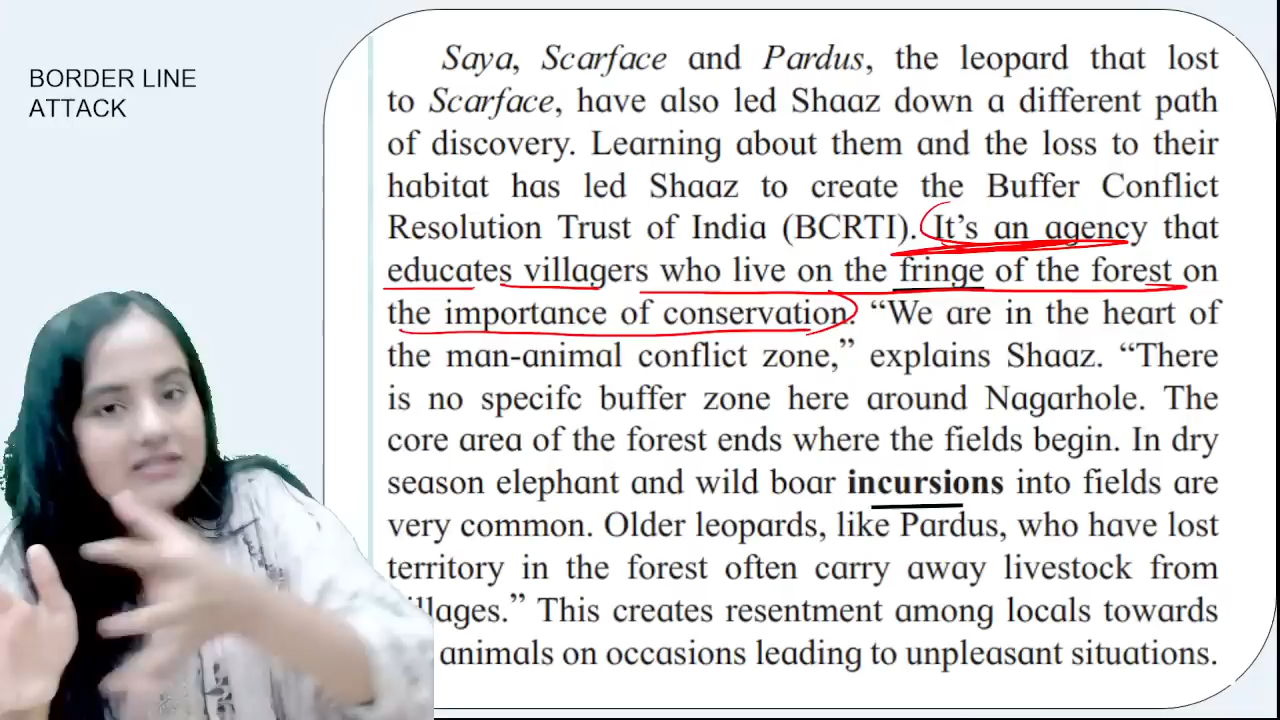 BORDER LINE
ATTACK
Saya, Scarface and Pardus, the leopard that lost
to Scarface, have also led Shaaz down a different path
of discovery. Learning about them and the loss to their
habitat has led Shaaz to create the Buffer Conflict
Resolution Trust of India (BCRTI). It’s an agency that
educates villagers who live on the fringe of the forest on
the importance of conservation. “We are in the heart of
the man-animal conflict zone,” explains Shaaz. “There
is no specifc buffer zone here around Nagarhole. The
core area of the forest ends where the fields begin. In dry
season elephant and wild boar incursions into fields are
very common. Older leopards, like Pardus, who have lost
territory in the forest often carry away livestock from
This creates resentment among locals towards
animals on occasions leading to unpleasant situations.